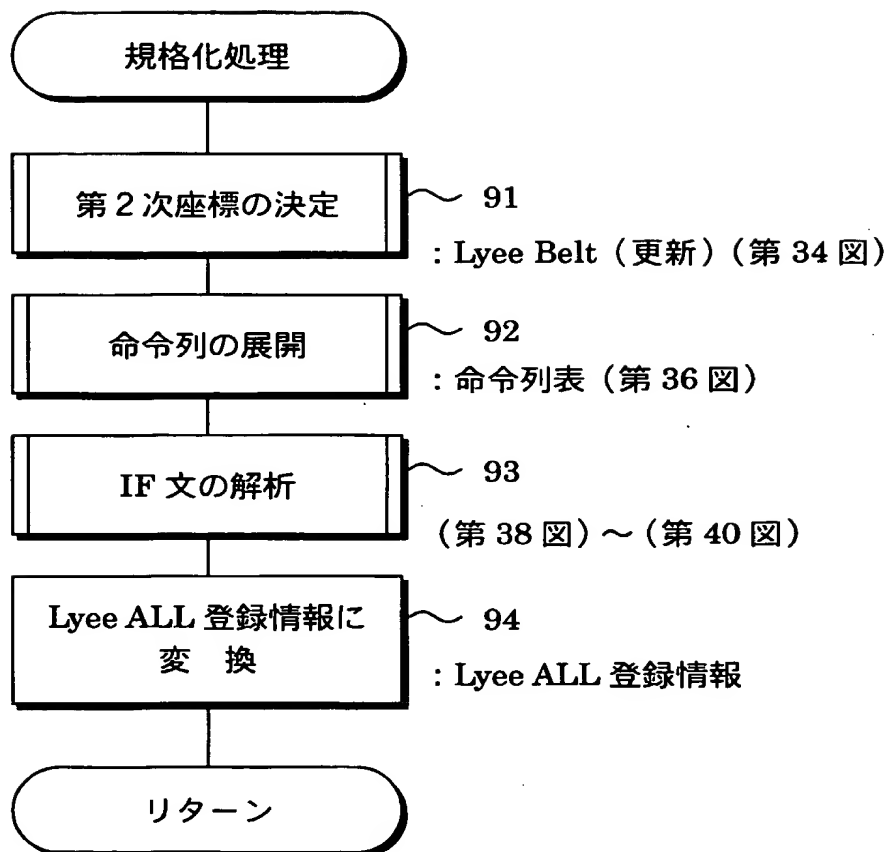 規格化処理
第2次座標の決定
91
：Lyee Belt（更新）（第 34 図）
命令列の展開
92
：命令列表（第 36 図）
IF 文の解析
93
（第 38 図）～（第 40 図）
Lyee ALL 登録情報に
変　換
94
：Lyee ALL 登録情報
リターン